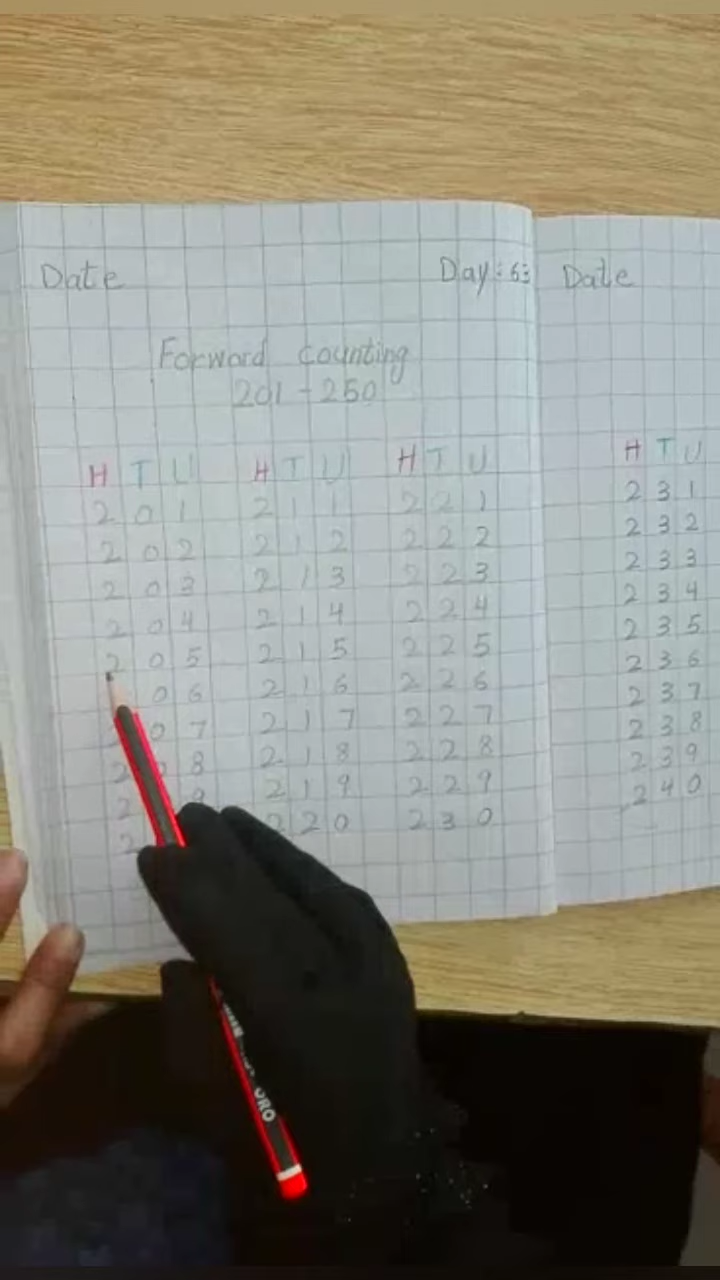 Date Day: 63 Date
Forward counting
201 - 250
H T U H T U H T U H T U
2 0 1 2 1 1 2 2 1 2 3 1
2 0 2 2 1 2 2 2 2 2 3 2
2 0 3 2 1 3 2 2 3 2 3 3
2 0 4 2 1 4 2 2 4 2 3 4
2 0 5 2 1 5 2 2 5 2 3 5
0 6 2 1 6 2 2 6 2 3 6
0 7 2 1 7 2 2 7 2 3 7
2 0 8 2 1 8 2 2 8 2 3 8
2 9 2 1 9 2 2 9 2 3 9
2 2 2 0 2 3 0 2 4 0